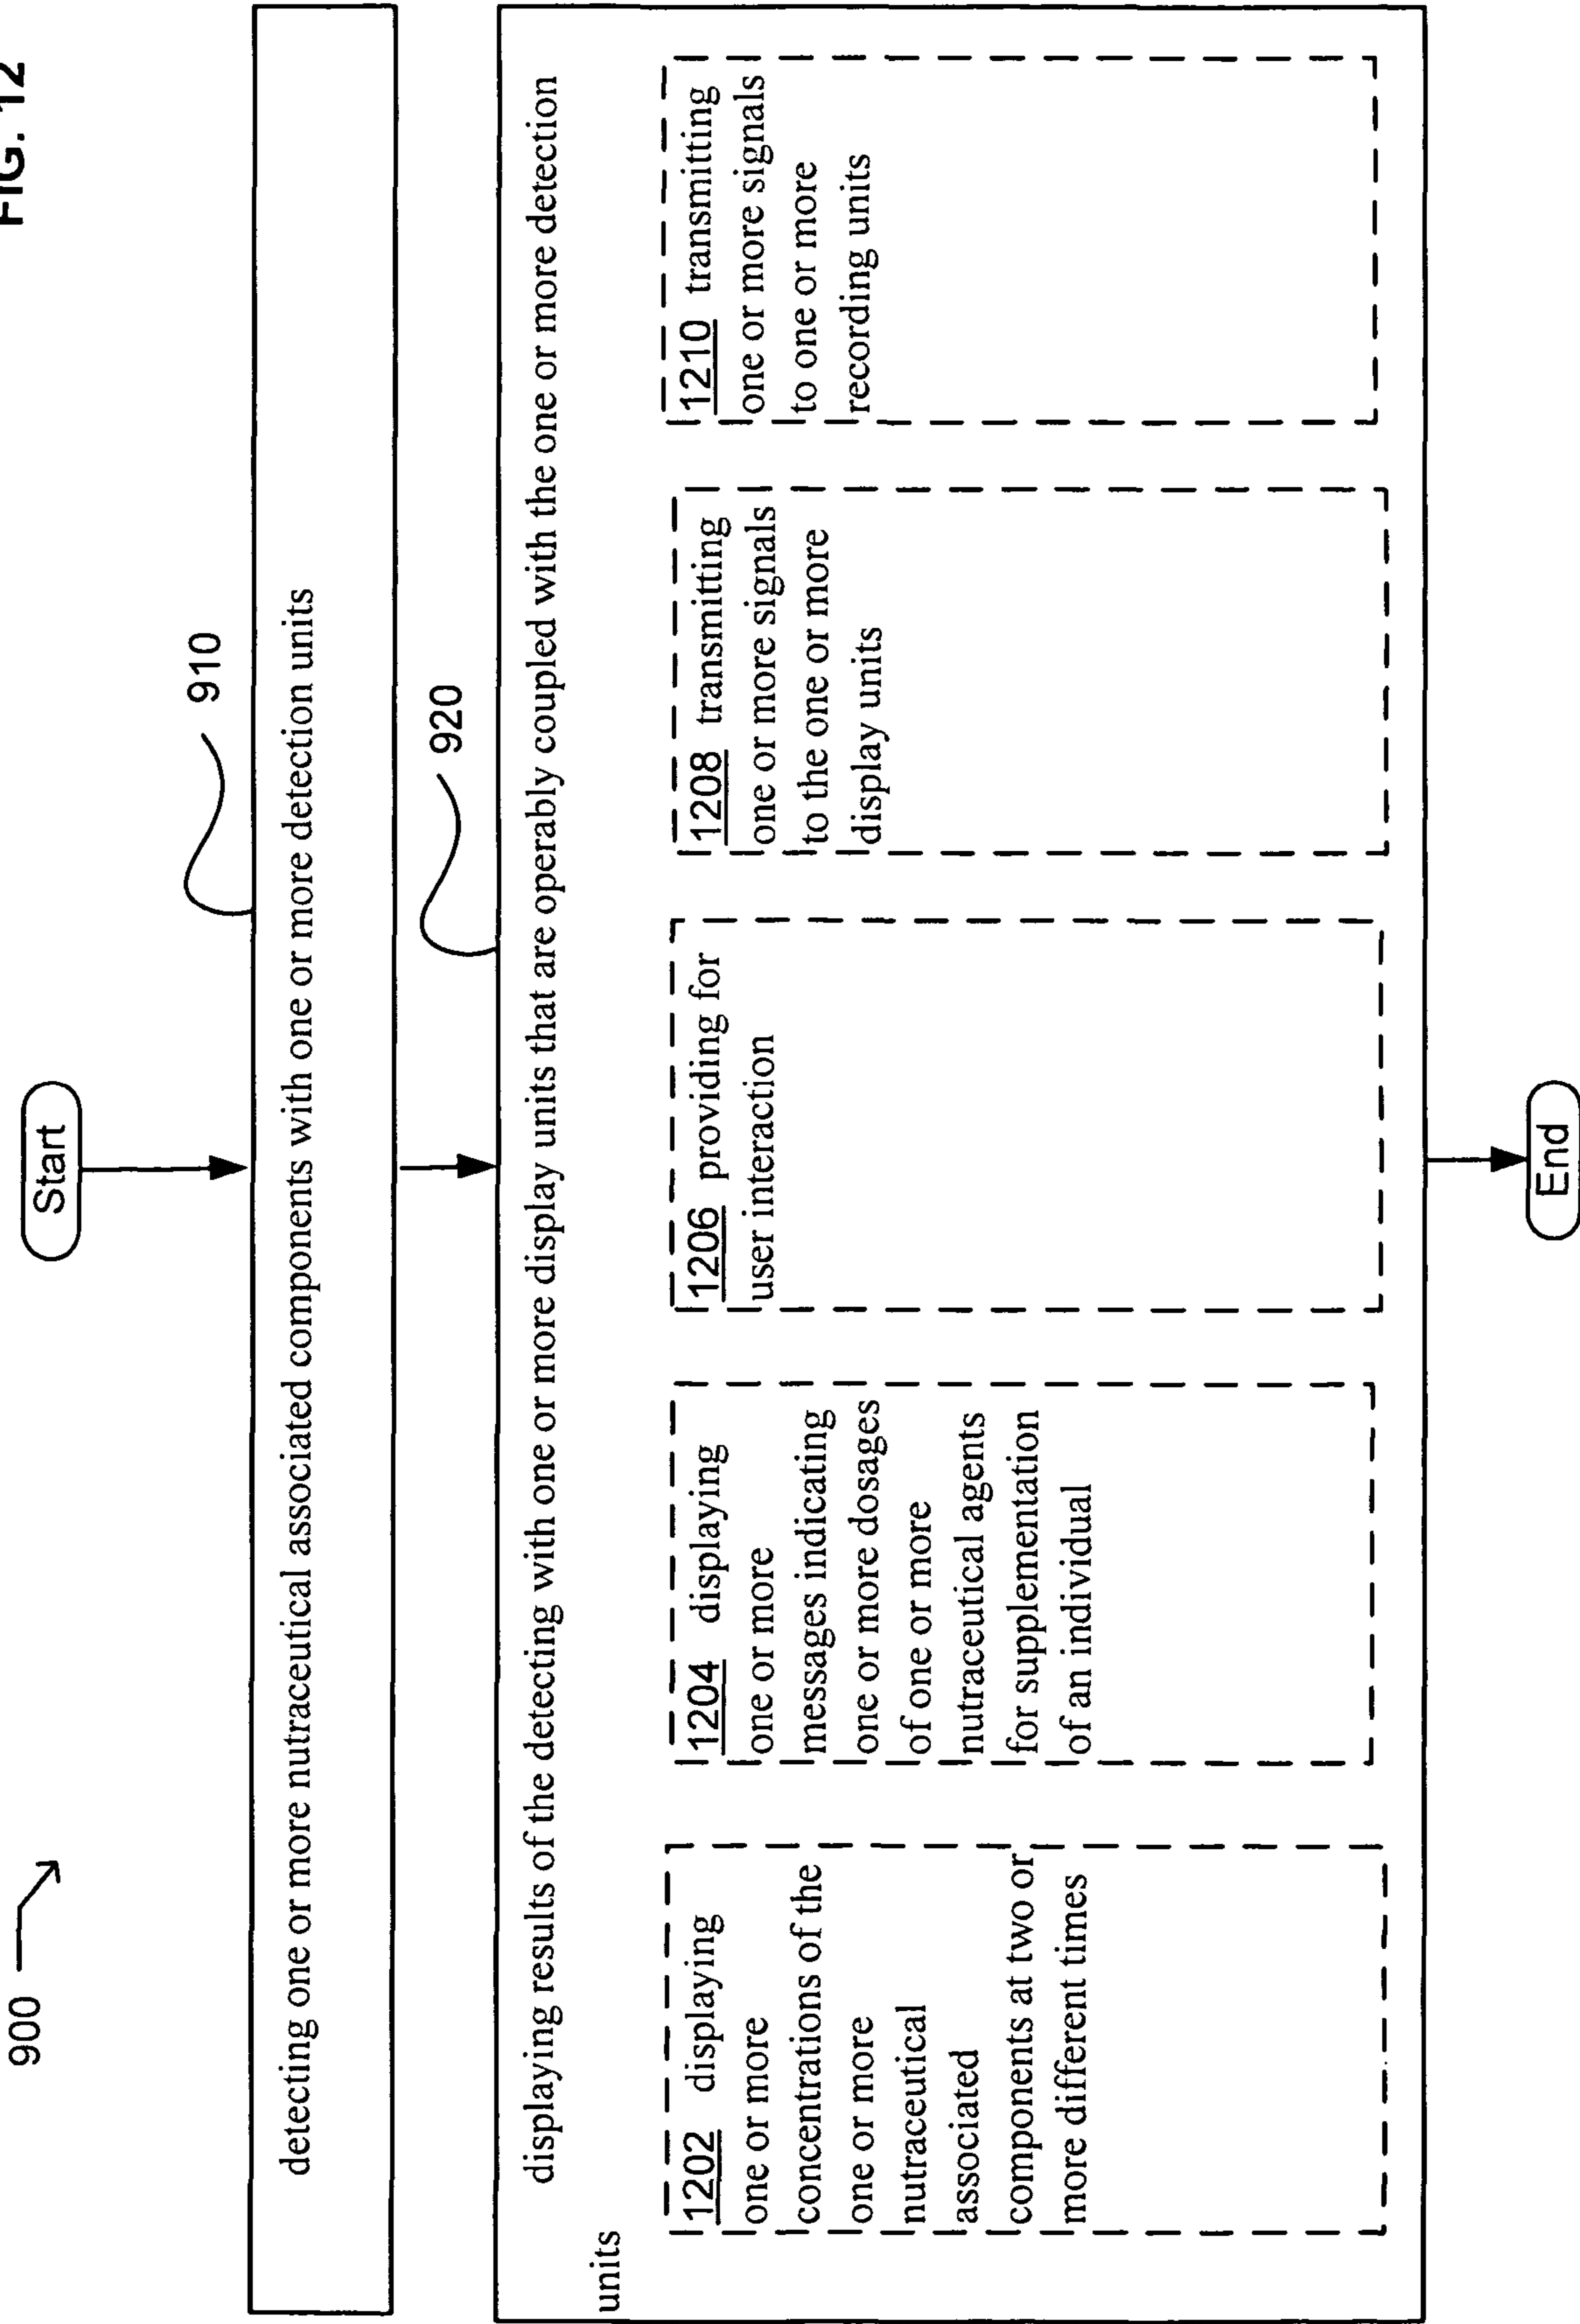 FIG. 12
900
Start
910
detecting one or more nutraceutical associated components with one or more detection units
920
displaying results of the detecting with one or more display units that are operably coupled with the one or more detection
units
1202 displaying
one or more
concentrations of the
one or more
nutraceutical
associated
components at two or
more different times
1204 displaying
one or more
messages indicating
one or more dosages
of one or more
nutraceutical agents
for supplementation
of an individual
1206 providing for
user interaction
1208 transmitting
one or more signals
to the one or more
display units
1210 transmitting
one or more signals
to one or more
recording units
End